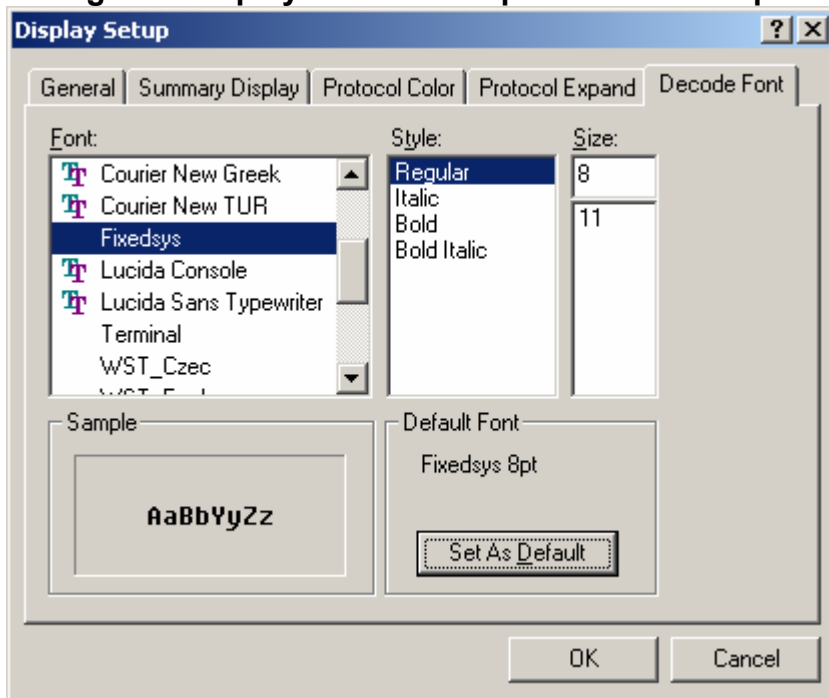 Display Setup
General Summary Display Protocol Color Protocol Expand Decode Font
Font:
Courier New Greek
Courier New TUR
Fixedsys
Lucida Console
Lucida Sans Typewriter
Terminal
WST_Czec
Style:
Regular
Italic
Bold
Bold Italic
Size:
8
11
Sample
AaBbYyZz
Default Font
Fixedsys 8pt
Set As Default
OK Cancel